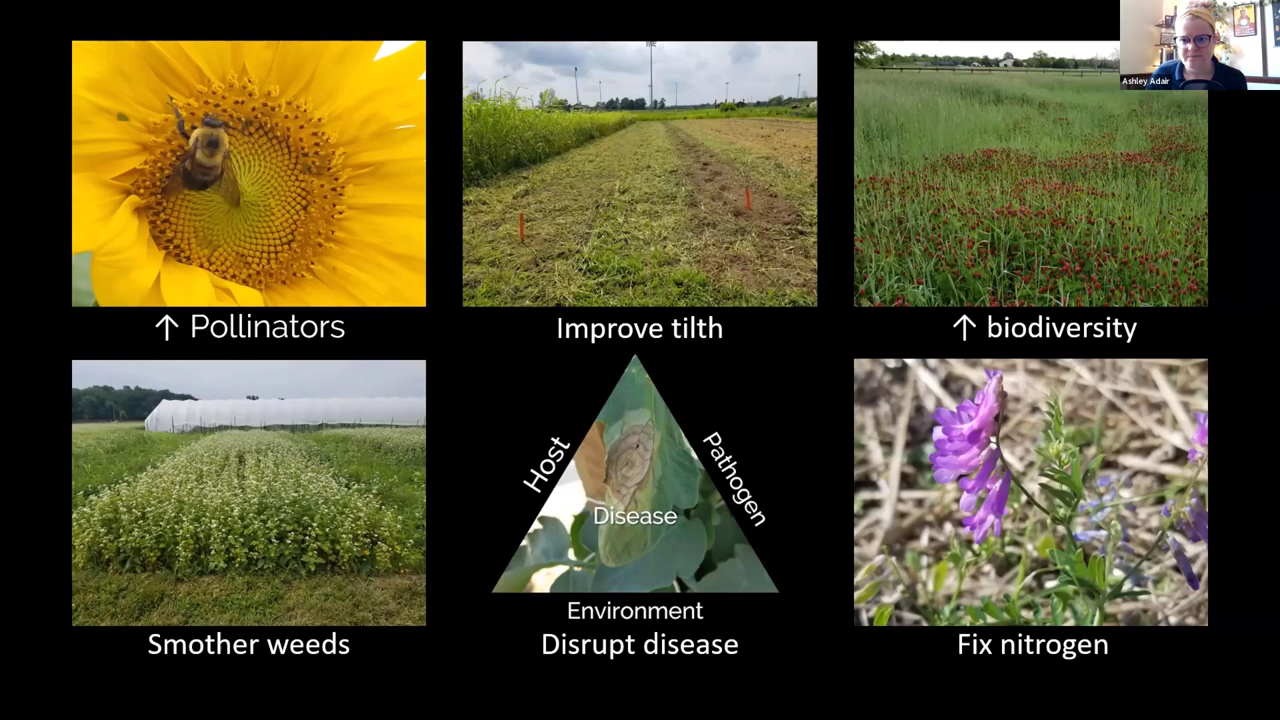 Ashley Adair
↑ Pollinators
Improve tilth
↑ biodiversity
Host
Pathogen
Disease
Environment
Smother weeds
Disrupt disease
Fix nitrogen